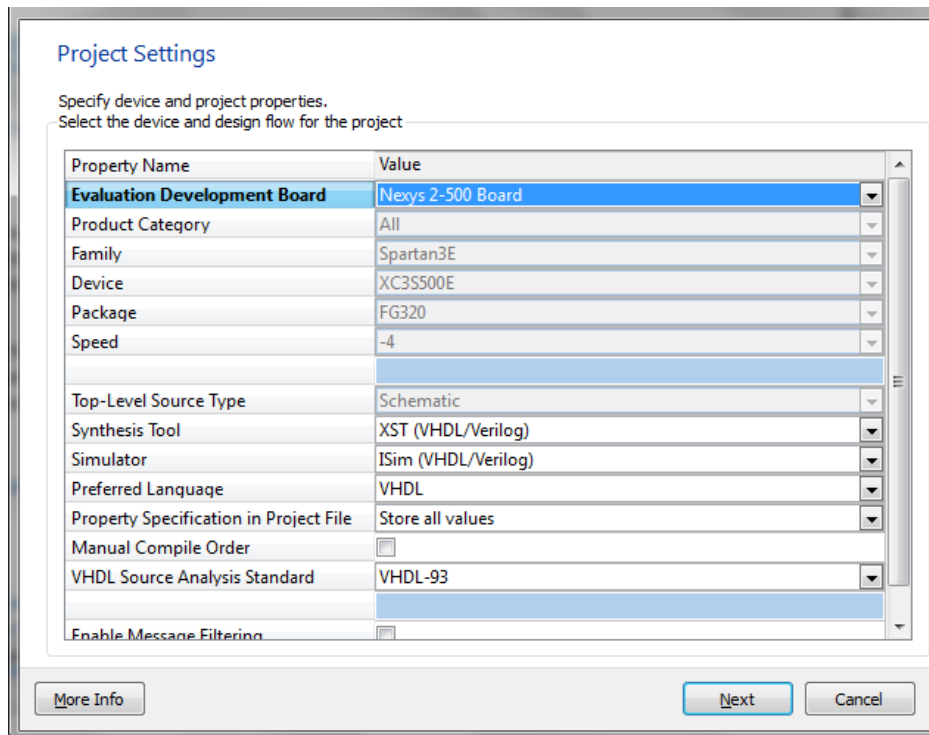 Project Settings
Specify device and project properties.
Select the device and design flow for the project
Property Name Value
Evaluation Development Board Nexys 2-500 Board
Product Category All
Family Spartan3E
Device XC3S500E
Package FG320
Speed -4
Top-Level Source Type Schematic
Synthesis Tool XST (VHDL/Verilog)
Simulator ISim (VHDL/Verilog)
Preferred Language VHDL
Property Specification in Project File Store all values
Manual Compile Order
VHDL Source Analysis Standard VHDL-93
Enable Message Filtering
More Info Next Cancel